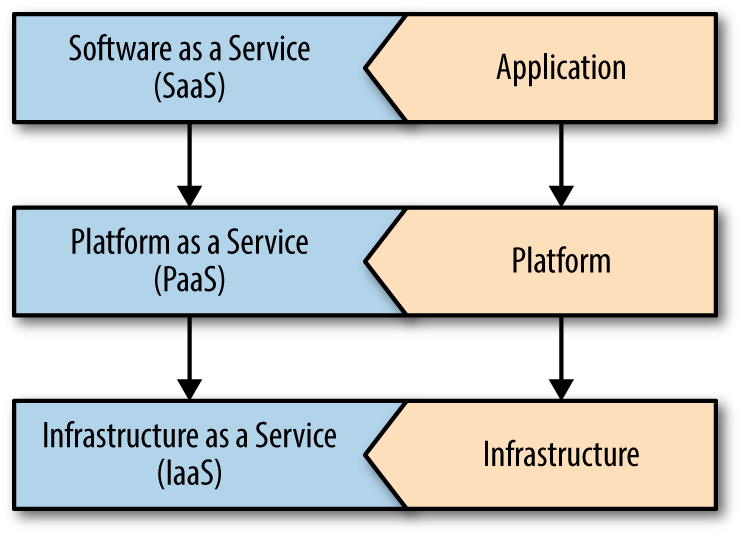 Software as a Service
(SaaS)
Application
Platform as a Service
(PaaS)
Platform
Infrastructure as a Service
(IaaS)
Infrastructure